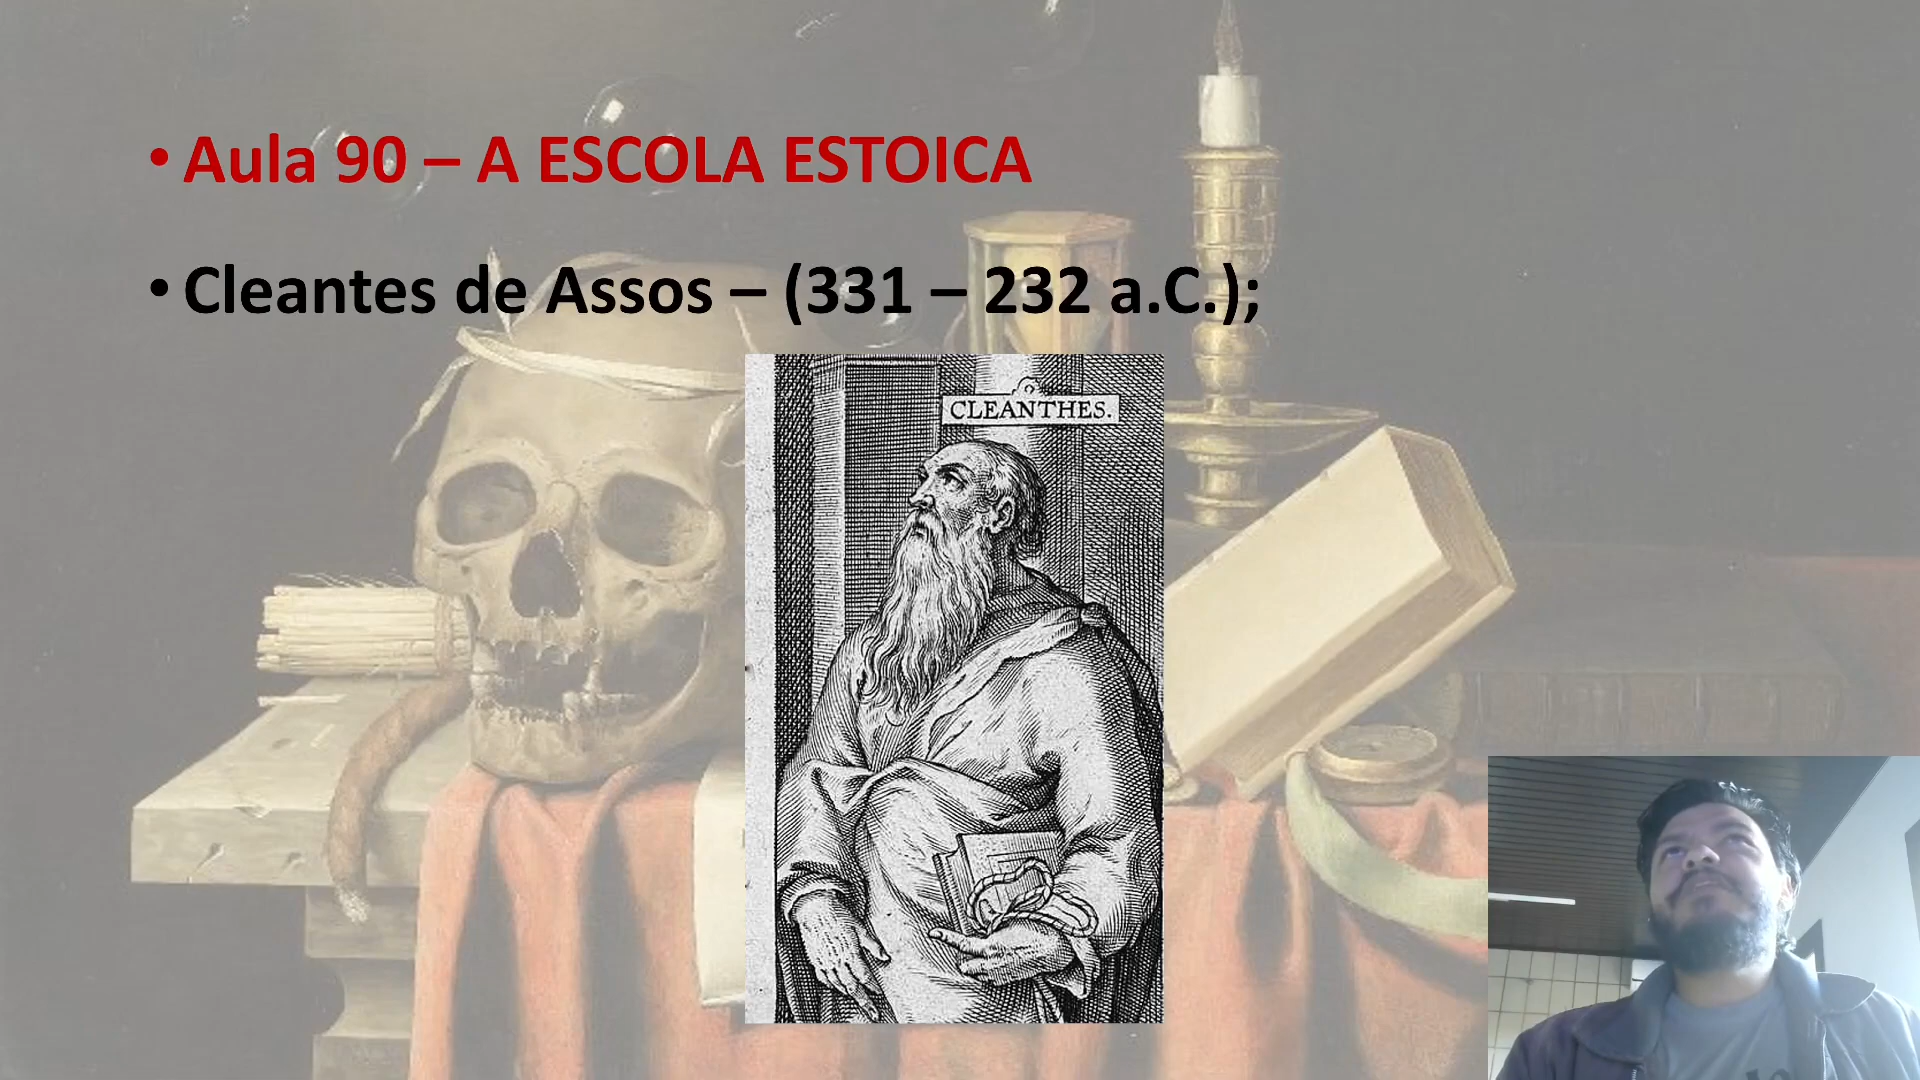 • Aula 90 – A ESCOLA ESTOICA
• Cleantes de Assos – (331 – 232 a.C.);
CLEANTHES.